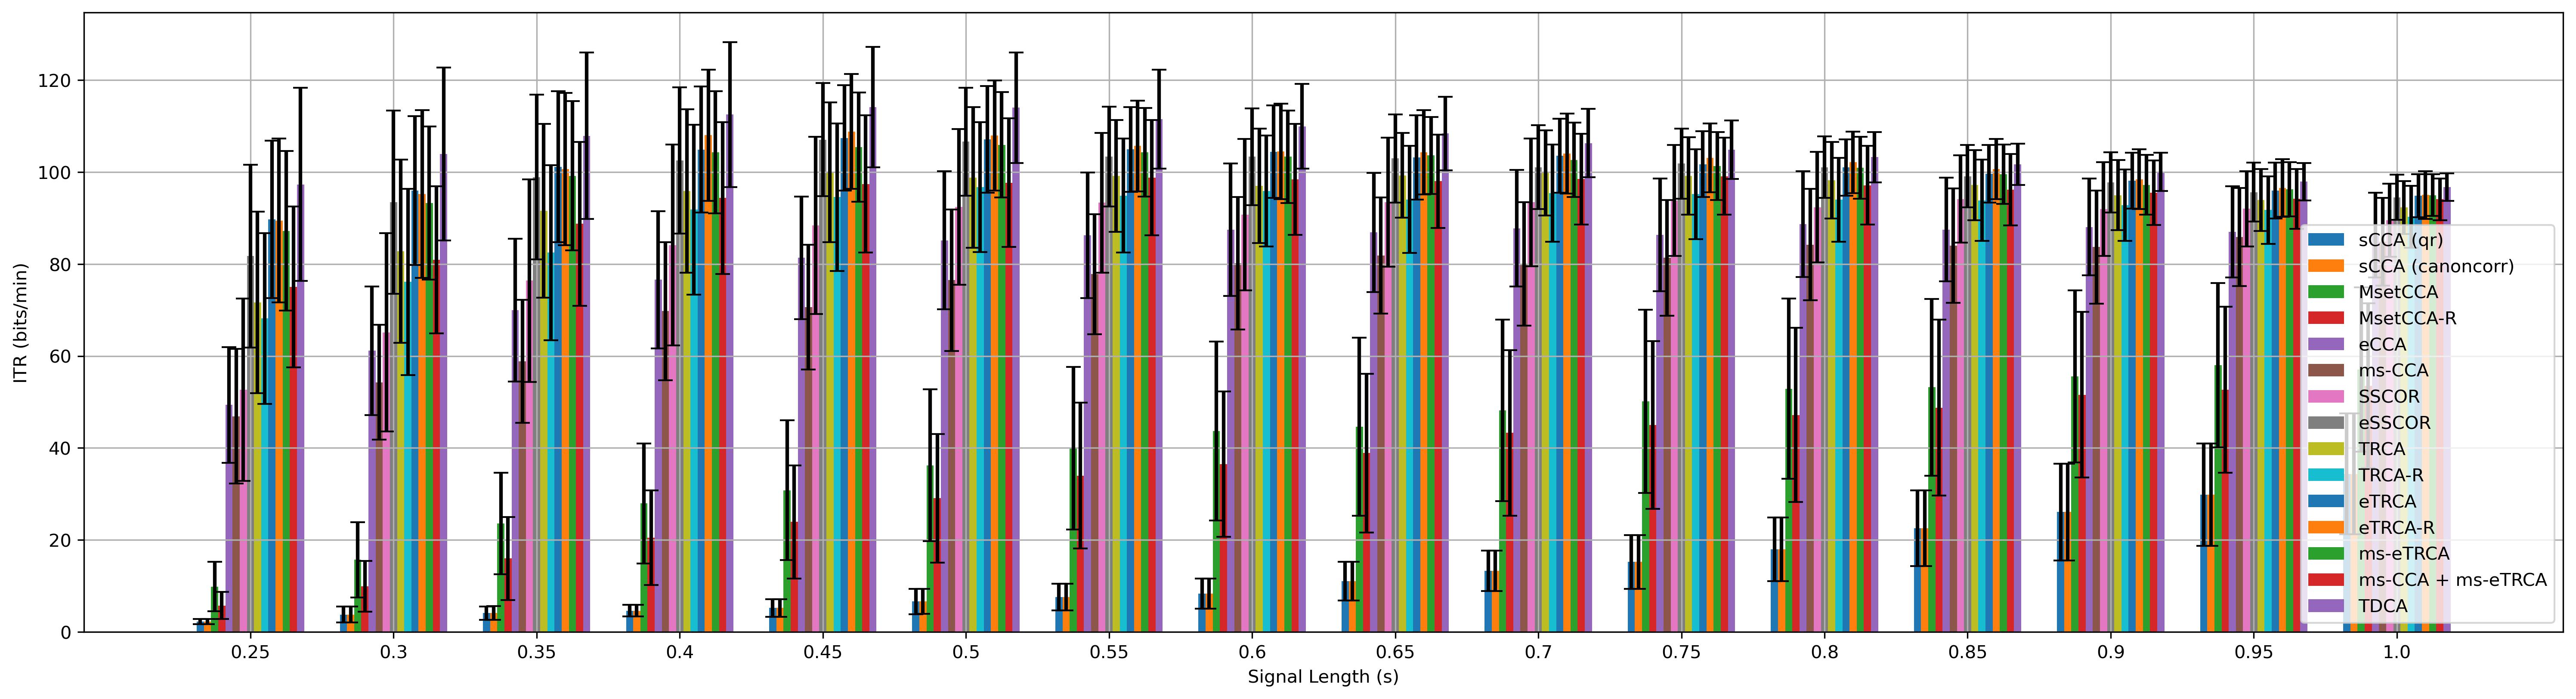 ITR (bits/min)
120
100
80
60
40
20
0
sCCA (qr)
sCCA (canoncorr)
MsetCCA
MsetCCA-R
eCCA
ms-CCA
SSCOR
eSSCOR
TRCA
TRCA-R
eTRCA
eTRCA-R
ms-eTRCA
ms-CCA + ms-eTRCA
TDCA
0.25 0.3 0.35 0.4 0.45 0.5 0.55 0.6 0.65 0.7 0.75 0.8 0.85 0.9 0.95 1.0
Signal Length (s)